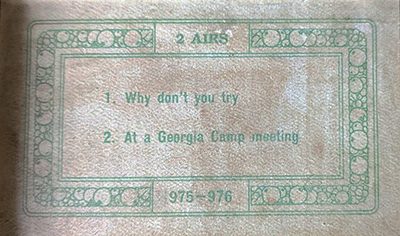 2 AIRS
1. Why don't you try
2. At a Georgia Camp meeting
975-976